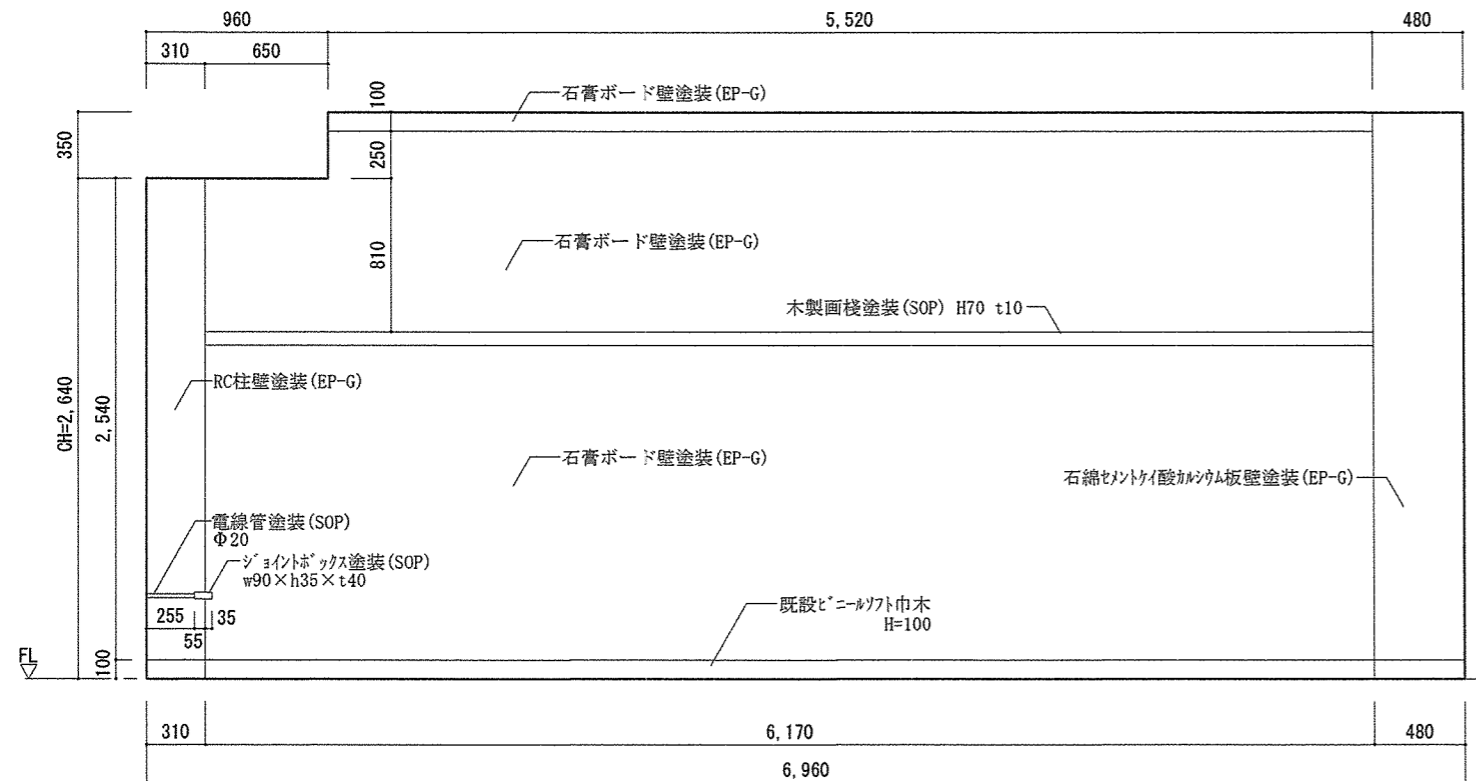 960
5,520
480
310
650
石膏ボード壁塗装(EP-G)
100
350
250
石膏ボード壁塗装(EP-G)
810
木製画桟塗装(SOP) H70 t10
RC柱壁塗装(EP-G)
CH=2,640
2,540
石膏ボード壁塗装(EP-G)
石綿ｾﾒﾝﾄｹｲ酸ｶﾙｼｳﾑ板壁塗装(EP-G)
電線管塗装(SOP)
Φ20
ｼﾞｮｲﾝﾄﾎﾞｯｸｽ塗装(SOP)
w90×h35×t40
255
35
55
既設ﾋﾞﾆｰﾙｿﾌﾄ巾木
H=100
FL
100
310
6,170
480
6,960